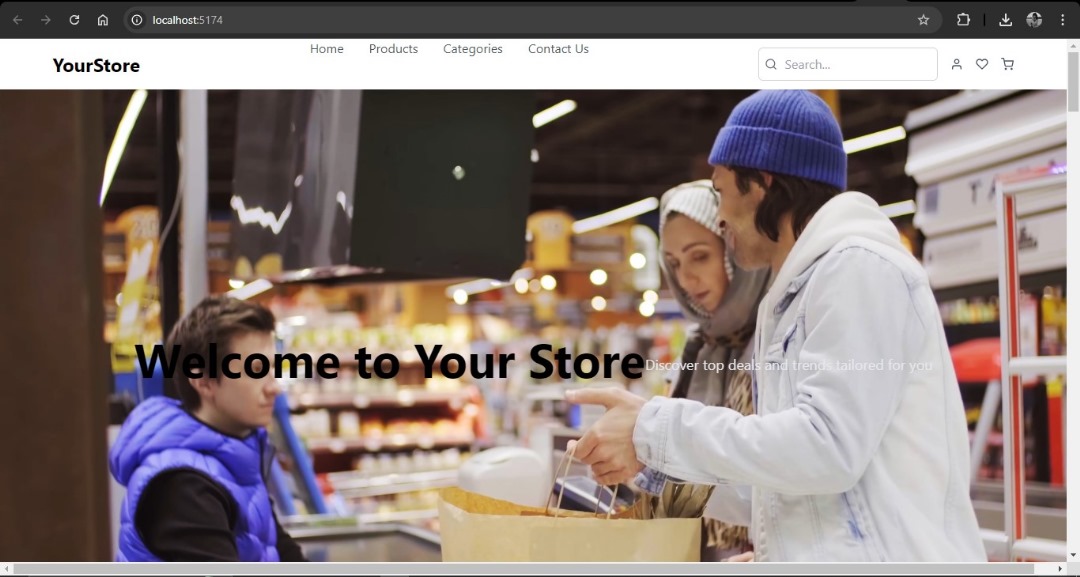 localhost:5174
Home Products Categories Contact Us
YourStore
Search...
Welcome to Your Store
Discover top deals and trends tailored for you